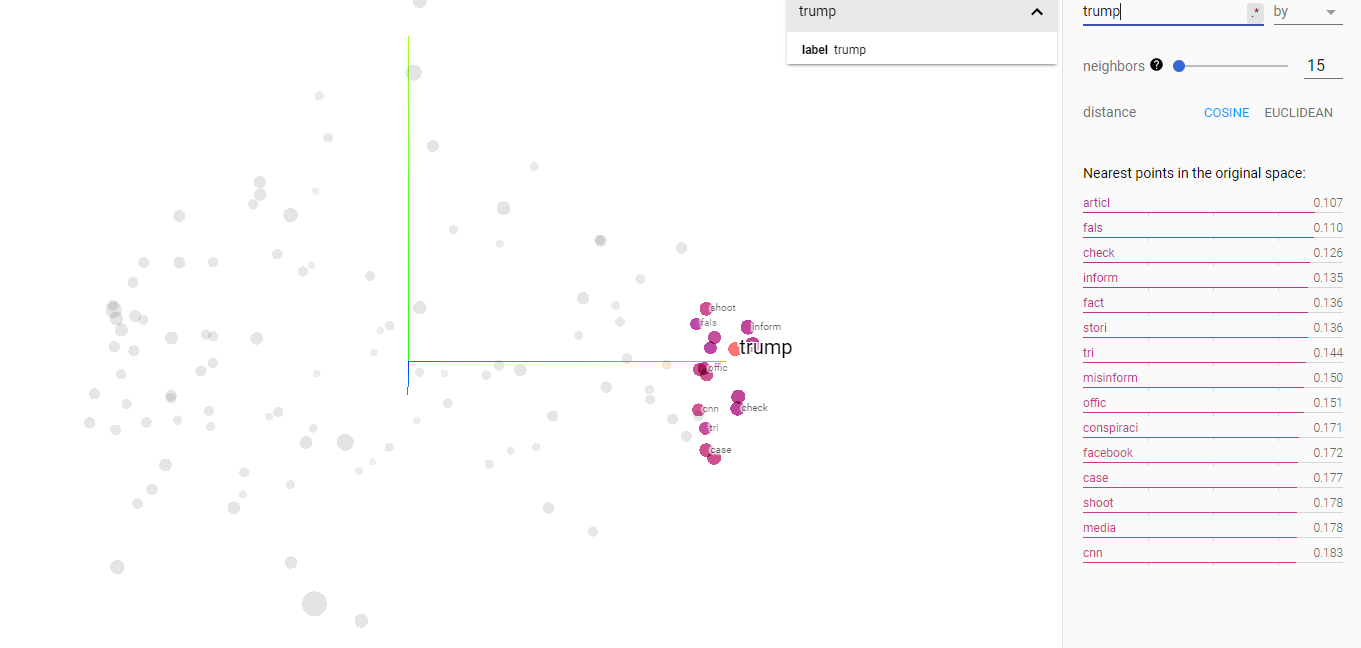 trump
label trump
trump
.*
by
neighbors ? 15
distance COSINE EUCLIDEAN
Nearest points in the original space:
articl 0.107
fals 0.110
check 0.126
inform 0.135
fact 0.136
stori 0.136
tri 0.144
misinform 0.150
offic 0.151
conspiraci 0.171
facebook 0.172
case 0.177
shoot 0.178
media 0.178
cnn 0.183
shoot
fals
inform
trump
offic
cnn
check
tri
case